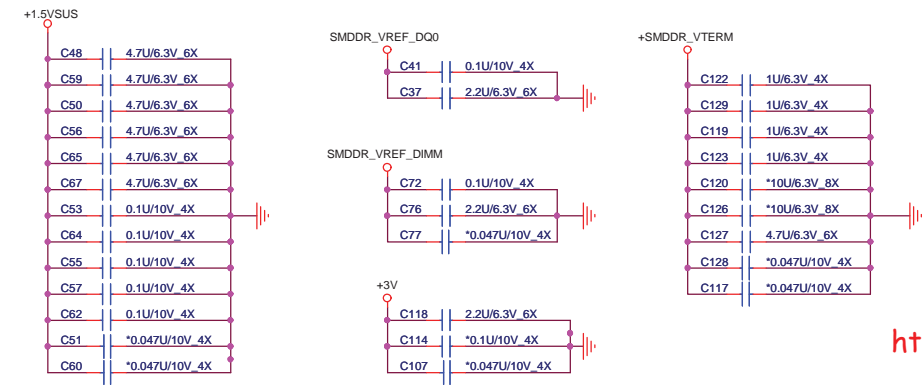 +1.5VSUS
C48 4.7U/6.3V_6X
C59 4.7U/6.3V_6X
C50 4.7U/6.3V_6X
C56 4.7U/6.3V_6X
C65 4.7U/6.3V_6X
C67 4.7U/6.3V_6X
C53 0.1U/10V_4X
C64 0.1U/10V_4X
C55 0.1U/10V_4X
C57 0.1U/10V_4X
C62 0.1U/10V_4X
C51 *0.047U/10V_4X
C60 *0.047U/10V_4X
SMDDR_VREF_DQ0
C41 0.1U/10V_4X
C37 2.2U/6.3V_6X
SMDDR_VREF_DIMM
C72 0.1U/10V_4X
C76 2.2U/6.3V_6X
C77 *0.047U/10V_4X
+3V
C118 2.2U/6.3V_6X
C114 *0.1U/10V_4X
C107 *0.047U/10V_4X
+SMDDR_VTERM
C122 1U/6.3V_4X
C129 1U/6.3V_4X
C119 1U/6.3V_4X
C123 1U/6.3V_4X
C120 *10U/6.3V_8X
C126 *10U/6.3V_8X
C127 4.7U/6.3V_6X
C128 *0.047U/10V_4X
C117 *0.047U/10V_4X
ht